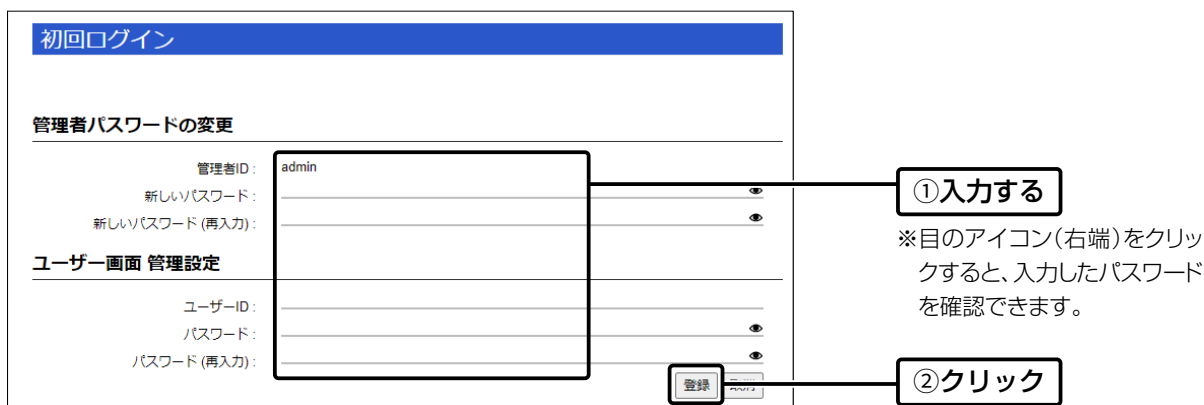 初回ログイン
管理者パスワードの変更
管理者ID :
admin
新しいパスワード :
新しいパスワード (再入力) :
①入力する
※目のアイコン(右端)をクリッ
クすると、入力したパスワード
を確認できます。
ユーザー画面 管理設定
ユーザーID :
パスワード :
パスワード (再入力) :
登録
②クリック